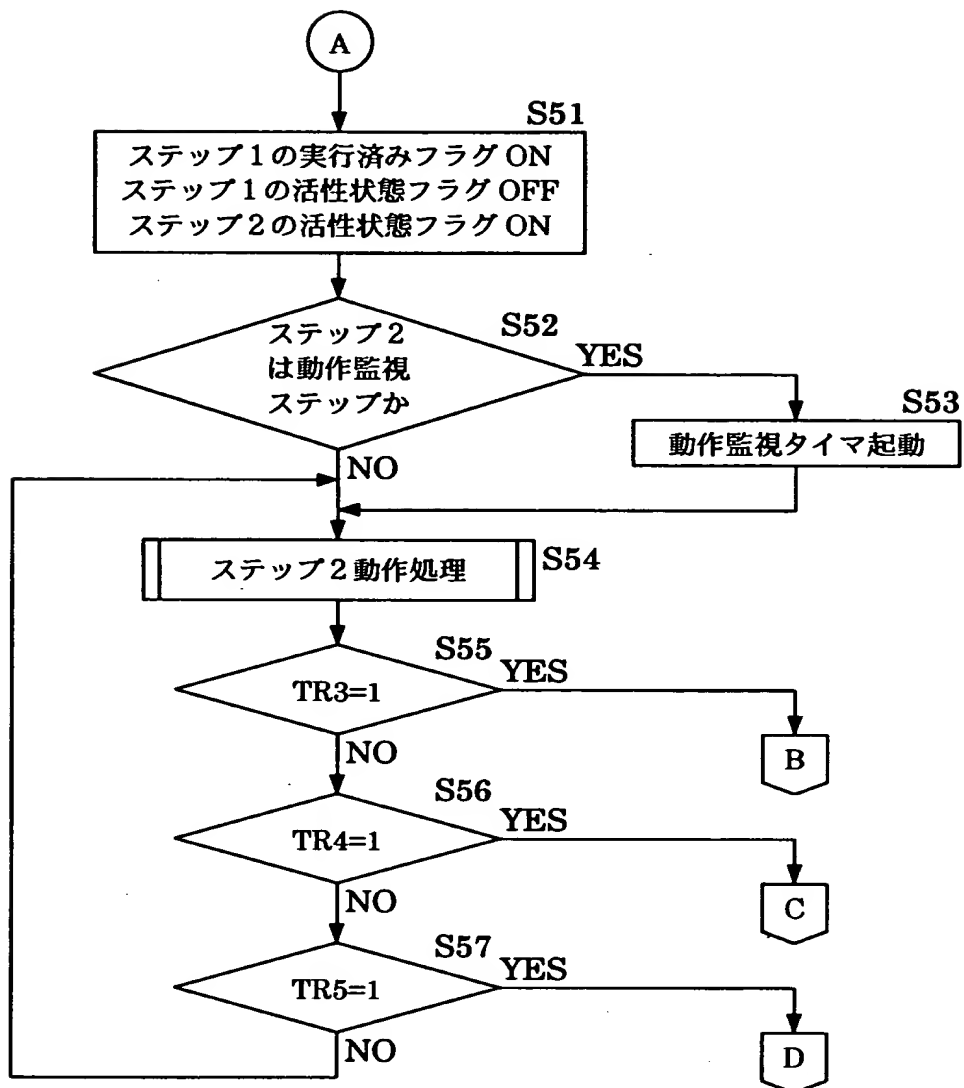 A
S51
ステップ1の実行済みフラグON
ステップ1の活性状態フラグOFF
ステップ2の活性状態フラグON
S52
ステップ2
は動作監視
ステップか
YES
S53
動作監視タイマ起動
NO
ステップ2動作処理
S54
S55
TR3=1
YES
B
NO
S56
TR4=1
YES
C
NO
S57
TR5=1
YES
D
NO